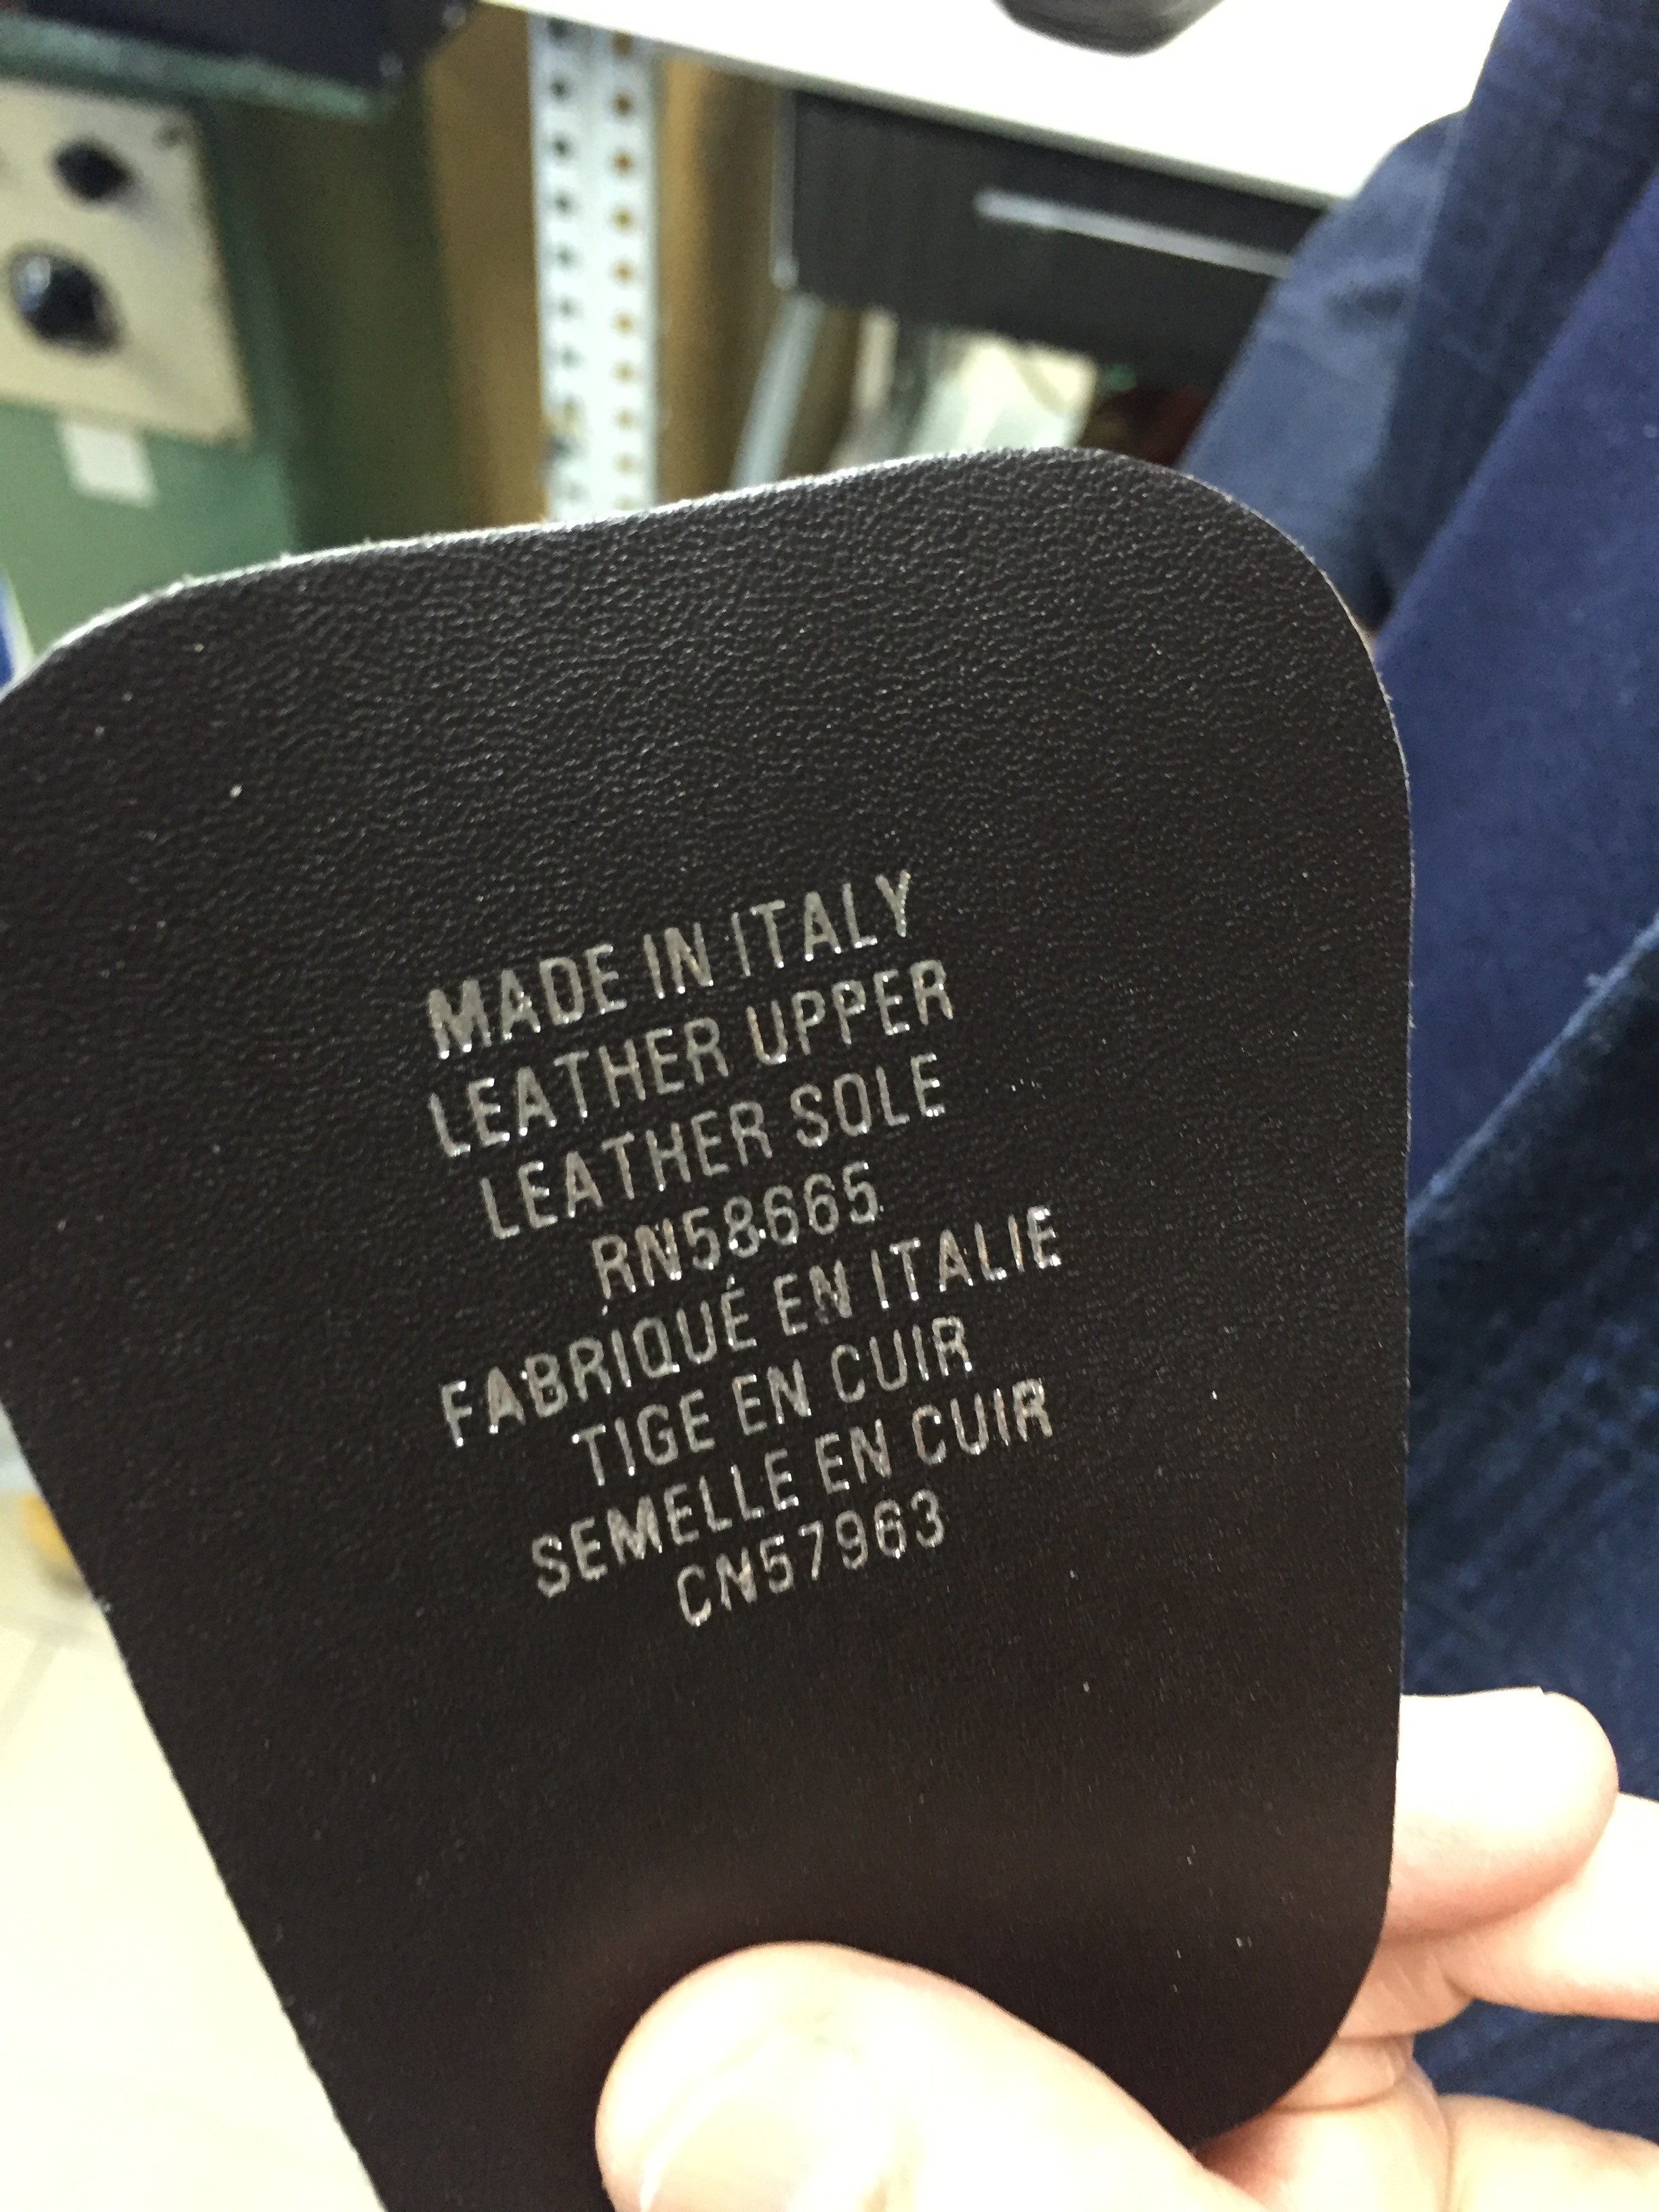 MADE IN ITALY
LEATHER UPPER
LEATHER SOLE
RN58665
FABRIQUÉ EN ITALIE
TIGE EN CUIR
SEMELLE EN CUIR
CN57963